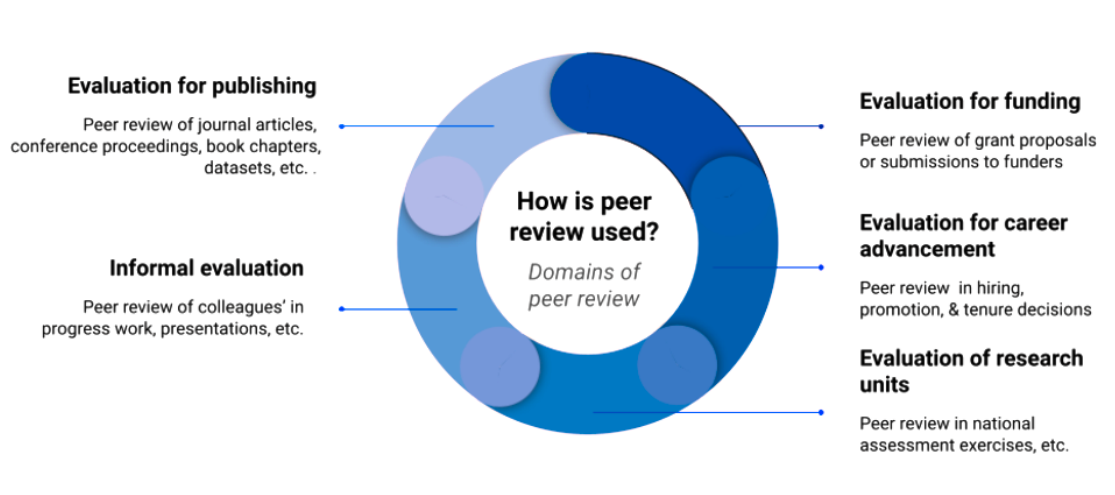 Evaluation for publishing
Peer review of journal articles,
conference proceedings, book chapters,
datasets, etc. .
Informal evaluation
Peer review of colleagues' in
progress work, presentations, etc.
How is peer
review used?
Domains of
peer review
Evaluation for funding
Peer review of grant proposals
or submissions to funders
Evaluation for career
advancement
Peer review in hiring,
promotion, & tenure decisions
Evaluation of research
units
Peer review in national
assessment exercises, etc.